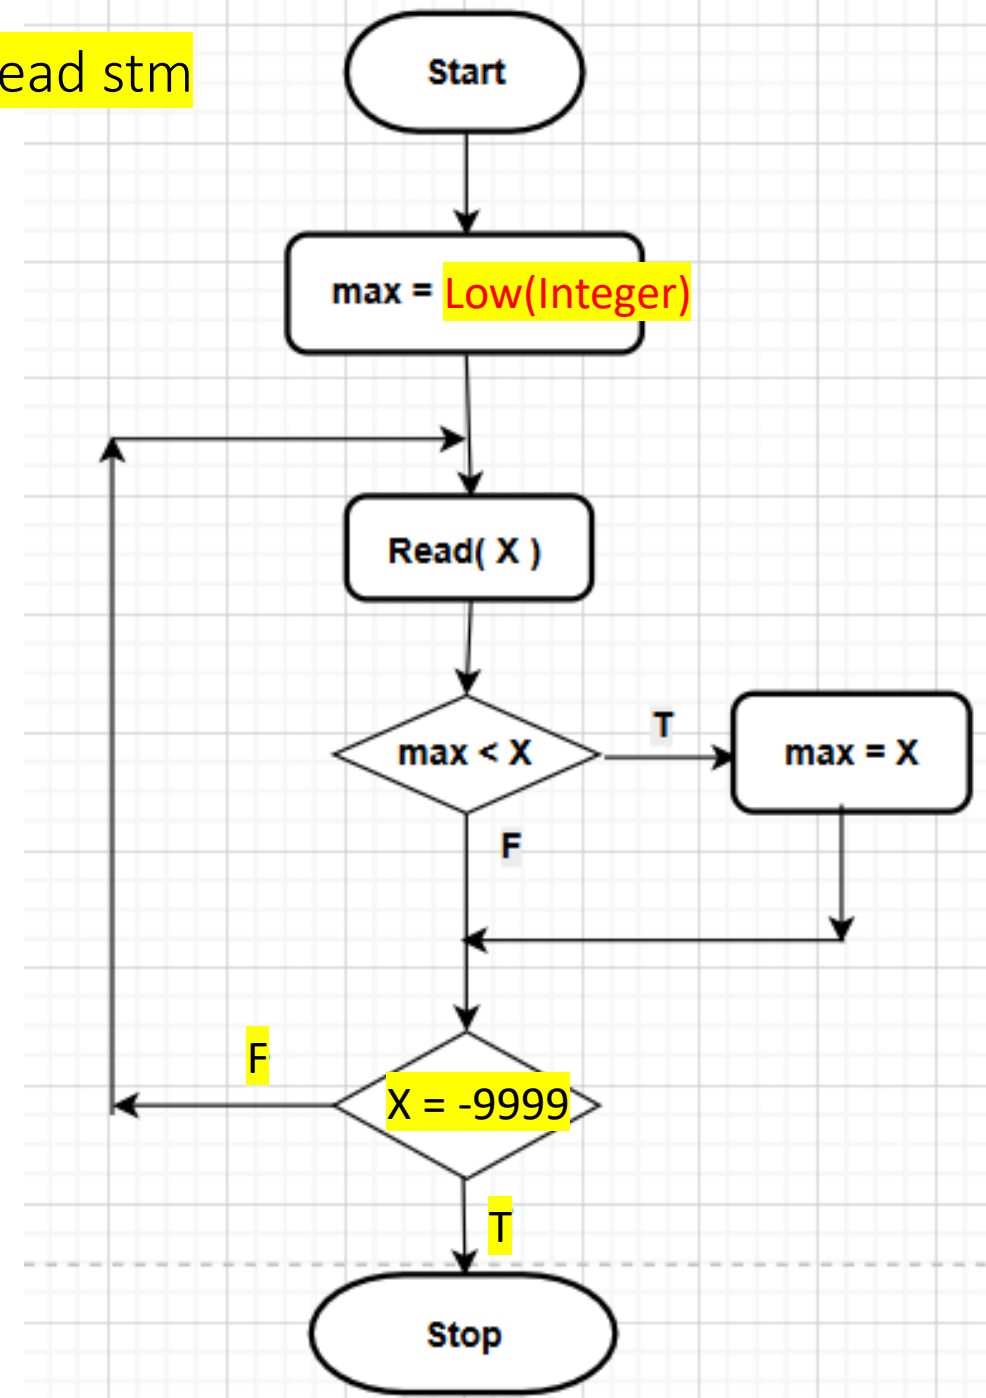 ead stm
Start
max = Low(Integer)
Read( X )
max < X
T
max = X
F
F
X = -9999
T
Stop